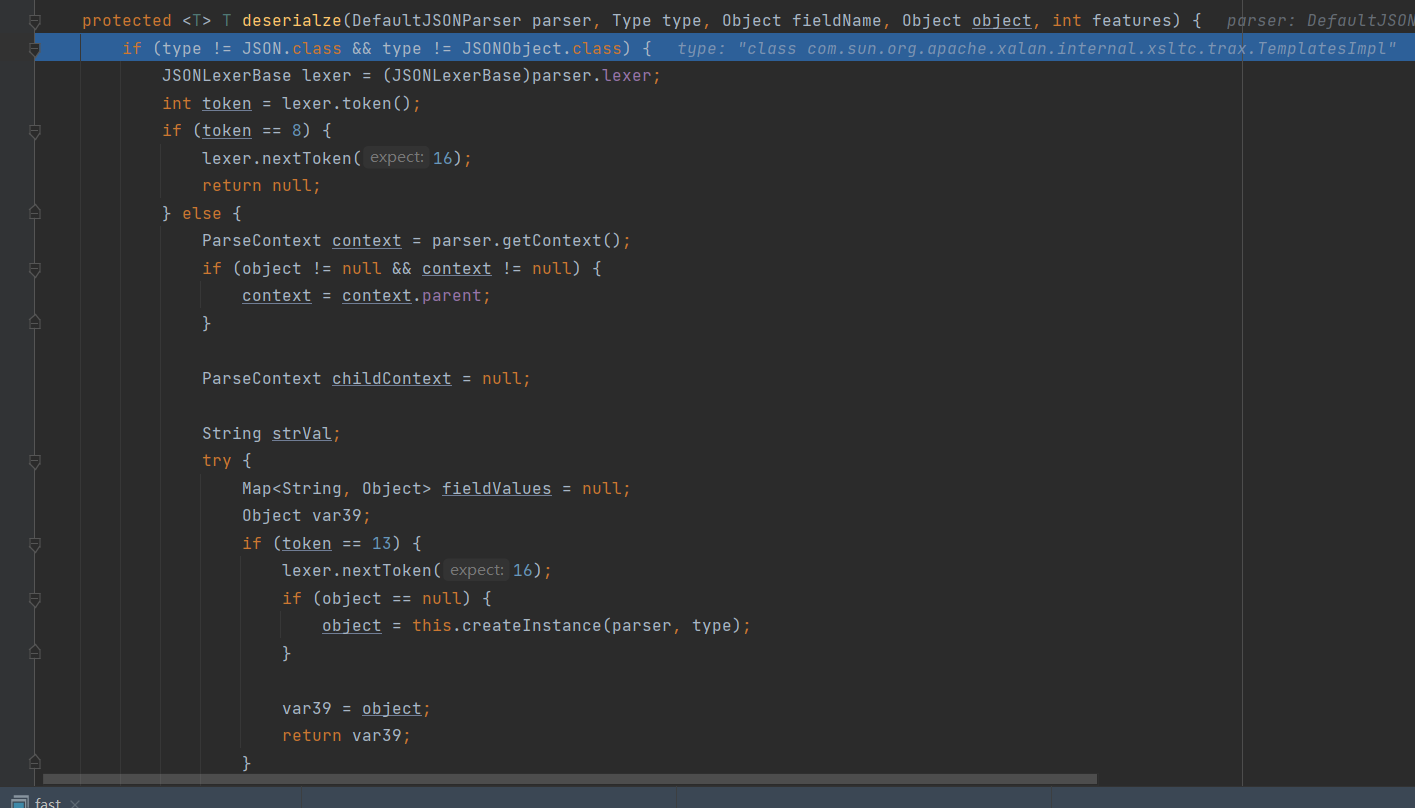 protected <T> T deserialze(DefaultJSONParser parser, Type type, Object fieldName, Object object, int features) {  parser: DefaultJSON
if (type != JSON.class && type != JSONObject.class) {  type: "class com.sun.org.apache.xalan.internal.xsltc.trax.TemplatesImpl"
JSONLexerBase lexer = (JSONLexerBase)parser.lexer;
int token = lexer.token();
if (token == 8) {
lexer.nextToken( expect: 16);
return null;
} else {
ParseContext context = parser.getContext();
if (object != null && context != null) {
context = context.parent;
}
ParseContext childContext = null;
String strVal;
try {
Map<String, Object> fieldValues = null;
Object var39;
if (token == 13) {
lexer.nextToken( expect: 16);
if (object == null) {
object = this.createInstance(parser, type);
}
var39 = object;
return var39;
}
fast ×